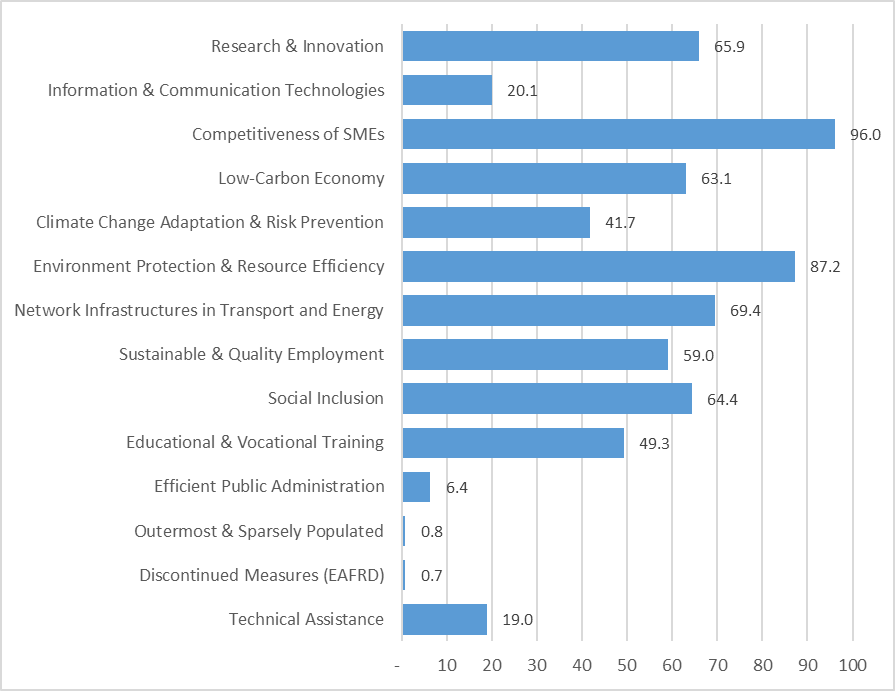 Research & Innovation 65.9
Information & Communication Technologies 20.1
Competitiveness of SMEs 96.0
Low-Carbon Economy 63.1
Climate Change Adaptation & Risk Prevention 41.7
Environment Protection & Resource Efficiency 87.2
Network Infrastructures in Transport and Energy 69.4
Sustainable & Quality Employment 59.0
Social Inclusion 64.4
Educational & Vocational Training 49.3
Efficient Public Administration 6.4
Outermost & Sparsely Populated 0.8
Discontinued Measures (EAFRD) 0.7
Technical Assistance 19.0
- 10 20 30 40 50 60 70 80 90 100